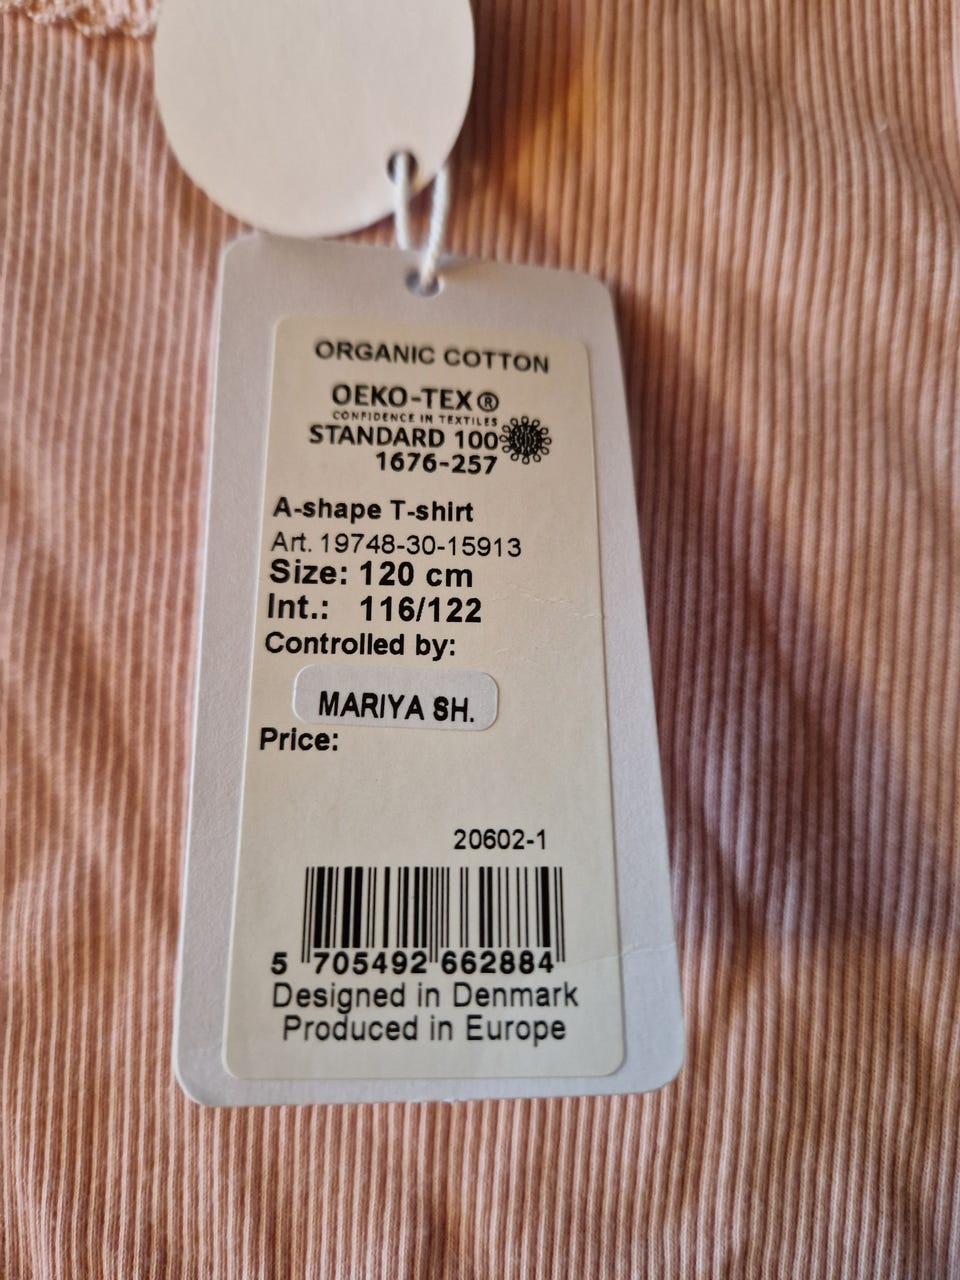 ORGANIC COTTON
OEKO-TEX®
CONFIDENCE IN TEXTILES
STANDARD 100
1676-257
A-shape T-shirt
Art. 19748-30-15913
Size: 120 cm
Int.: 116/122
Controlled by:
MARIYA SH.
Price:
20602-1
5 705492 662884
Designed in Denmark
Produced in Europe